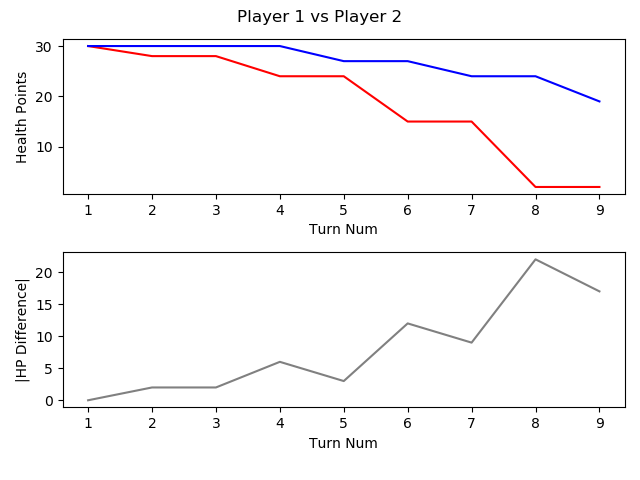 Player 1 vs Player 2
30
20
10
Health Points
1 2 3 4 5 6 7 8 9
Turn Num
20
15
10
5
0
|HP Difference|
1 2 3 4 5 6 7 8 9
Turn Num